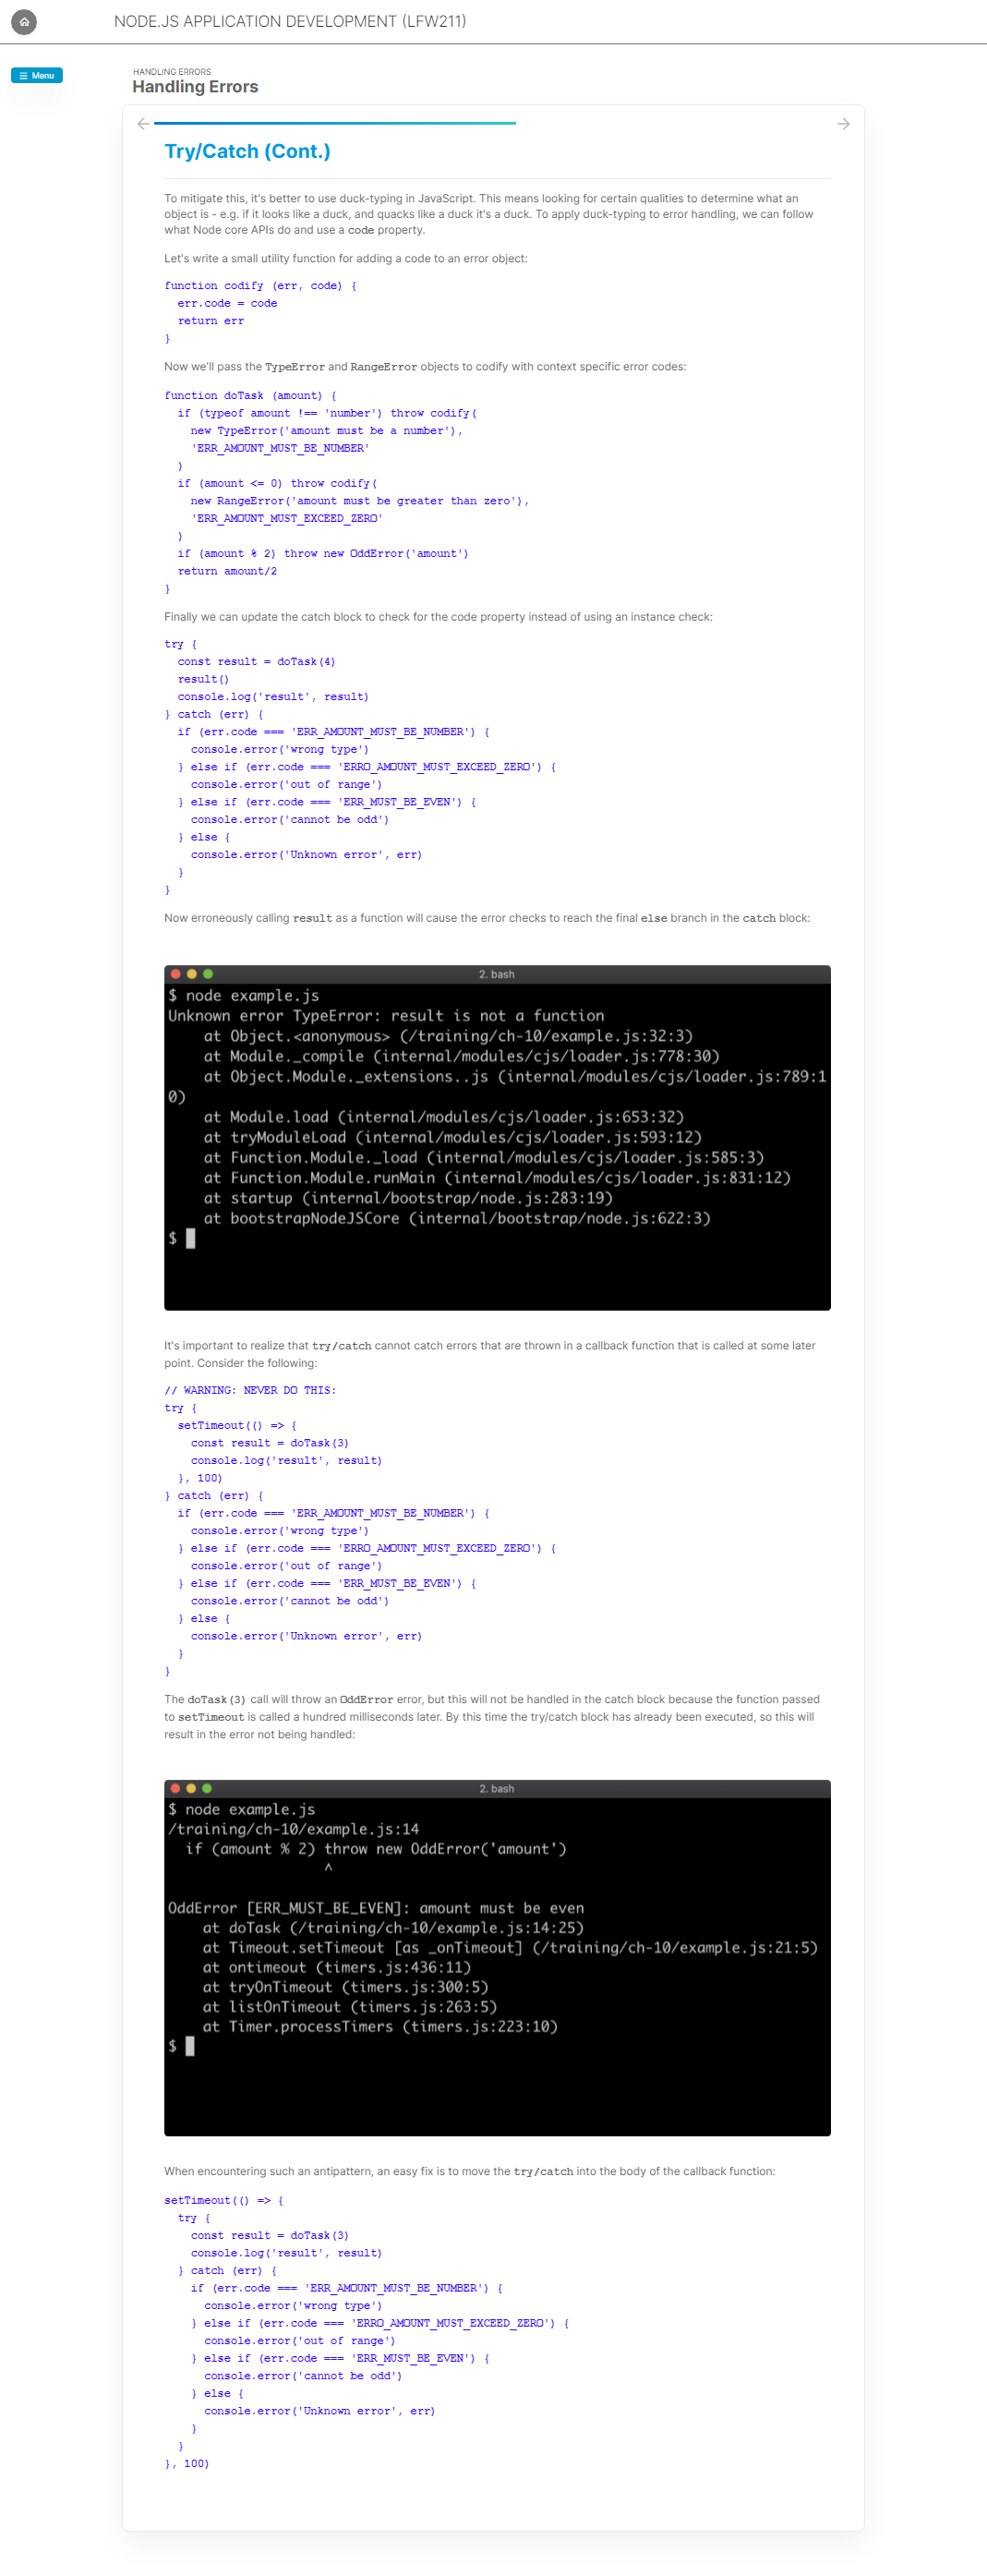 NODE.JS APPLICATION DEVELOPMENT (LFW211)
Menu
HANDLING ERRORS
Handling Errors
Try/Catch (Cont.)
To mitigate this, it's better to use duck-typing in JavaScript. This means looking for certain qualities to determine what an
object is - e.g. if it looks like a duck, and quacks like a duck it's a duck. To apply duck-typing to error handling, we can follow
what Node core APIs do and use a code property.
Let's write a small utility function for adding a code to an error object:
function codify (err, code) {
  err.code = code
  return err
}
Now we'll pass the TypeError and RangeError objects to codify with context specific error codes:
function doTask (amount) {
  if (typeof amount !== 'number') throw codify(
    new TypeError('amount must be a number'),
    'ERR_AMOUNT_MUST_BE_NUMBER'
  )
  if (amount <= 0) throw codify(
    new RangeError('amount must be greater than zero'),
    'ERR_AMOUNT_MUST_EXCEED_ZERO'
  )
  if (amount % 2) throw new OddError('amount')
  return amount/2
}
Finally we can update the catch block to check for the code property instead of using an instance check:
try {
  const result = doTask(4)
  result()
  console.log('result', result)
} catch (err) {
  if (err.code === 'ERR_AMOUNT_MUST_BE_NUMBER') {
    console.error('wrong type')
  } else if (err.code === 'ERRO_AMOUNT_MUST_EXCEED_ZERO') {
    console.error('out of range')
  } else if (err.code === 'ERR_MUST_BE_EVEN') {
    console.error('cannot be odd')
  } else {
    console.error('Unknown error', err)
  }
}
Now erroneously calling result as a function will cause the error checks to reach the final else branch in the catch block:
2. bash
$ node example.js
Unknown error TypeError: result is not a function
    at Object.<anonymous> (/training/ch-10/example.js:32:3)
    at Module._compile (internal/modules/cjs/loader.js:778:30)
    at Object.Module._extensions..js (internal/modules/cjs/loader.js:789:1
0)
    at Module.load (internal/modules/cjs/loader.js:653:32)
    at tryModuleLoad (internal/modules/cjs/loader.js:593:12)
    at Function.Module._load (internal/modules/cjs/loader.js:585:3)
    at Function.Module.runMain (internal/modules/cjs/loader.js:831:12)
    at startup (internal/bootstrap/node.js:283:19)
    at bootstrapNodeJSCore (internal/bootstrap/node.js:622:3)
$
It's important to realize that try/catch cannot catch errors that are thrown in a callback function that is called at some later
point. Consider the following:
// WARNING: NEVER DO THIS:
try {
  setTimeout(() => {
    const result = doTask(3)
    console.log('result', result)
  }, 100)
} catch (err) {
  if (err.code === 'ERR_AMOUNT_MUST_BE_NUMBER') {
    console.error('wrong type')
  } else if (err.code === 'ERRO_AMOUNT_MUST_EXCEED_ZERO') {
    console.error('out of range')
  } else if (err.code === 'ERR_MUST_BE_EVEN') {
    console.error('cannot be odd')
  } else {
    console.error('Unknown error', err)
  }
}
The doTask(3) call will throw an OddError error, but this will not be handled in the catch block because the function passed
to setTimeout is called a hundred milliseconds later. By this time the try/catch block has already been executed, so this will
result in the error not being handled:
2. bash
$ node example.js
/training/ch-10/example.js:14
  if (amount % 2) throw new OddError('amount')
                  ^
OddError [ERR_MUST_BE_EVEN]: amount must be even
    at doTask (/training/ch-10/example.js:14:25)
    at Timeout.setTimeout [as _onTimeout] (/training/ch-10/example.js:21:5)
    at ontimeout (timers.js:436:11)
    at tryOnTimeout (timers.js:300:5)
    at listOnTimeout (timers.js:263:5)
    at Timer.processTimers (timers.js:223:10)
$
When encountering such an antipattern, an easy fix is to move the try/catch into the body of the callback function:
setTimeout(() => {
  try {
    const result = doTask(3)
    console.log('result', result)
  } catch (err) {
    if (err.code === 'ERR_AMOUNT_MUST_BE_NUMBER') {
      console.error('wrong type')
    } else if (err.code === 'ERRO_AMOUNT_MUST_EXCEED_ZERO') {
      console.error('out of range')
    } else if (err.code === 'ERR_MUST_BE_EVEN') {
      console.error('cannot be odd')
    } else {
      console.error('Unknown error', err)
    }
  }
}, 100)